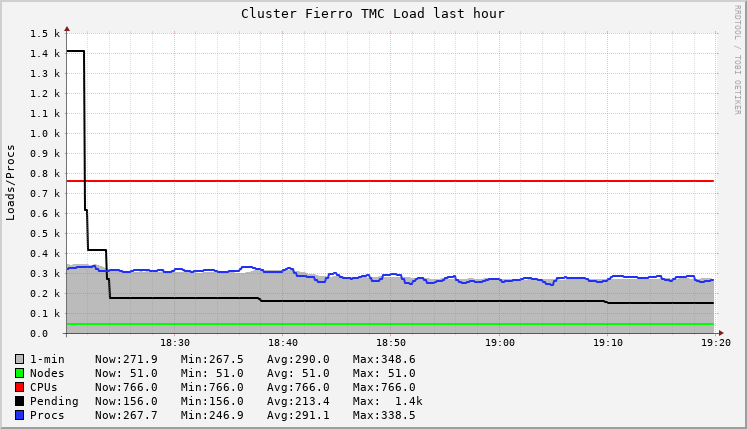 Cluster Fierro TMC Load last hour
RRDTOOL / TOBI OETIKER
Loads/Procs
1.5 k
1.4 k
1.3 k
1.2 k
1.1 k
1.0 k
0.9 k
0.8 k
0.7 k
0.6 k
0.5 k
0.4 k
0.3 k
0.2 k
0.1 k
0.0
18:30 18:40 18:50 19:00 19:10 19:20
1-min Now:271.9 Min:267.5 Avg:290.0 Max:348.6
Nodes Now: 51.0 Min: 51.0 Avg: 51.0 Max: 51.0
CPUs Now:766.0 Min:766.0 Avg:766.0 Max:766.0
Pending Now:156.0 Min:156.0 Avg:213.4 Max: 1.4k
Procs Now:267.7 Min:246.9 Avg:291.1 Max:338.5